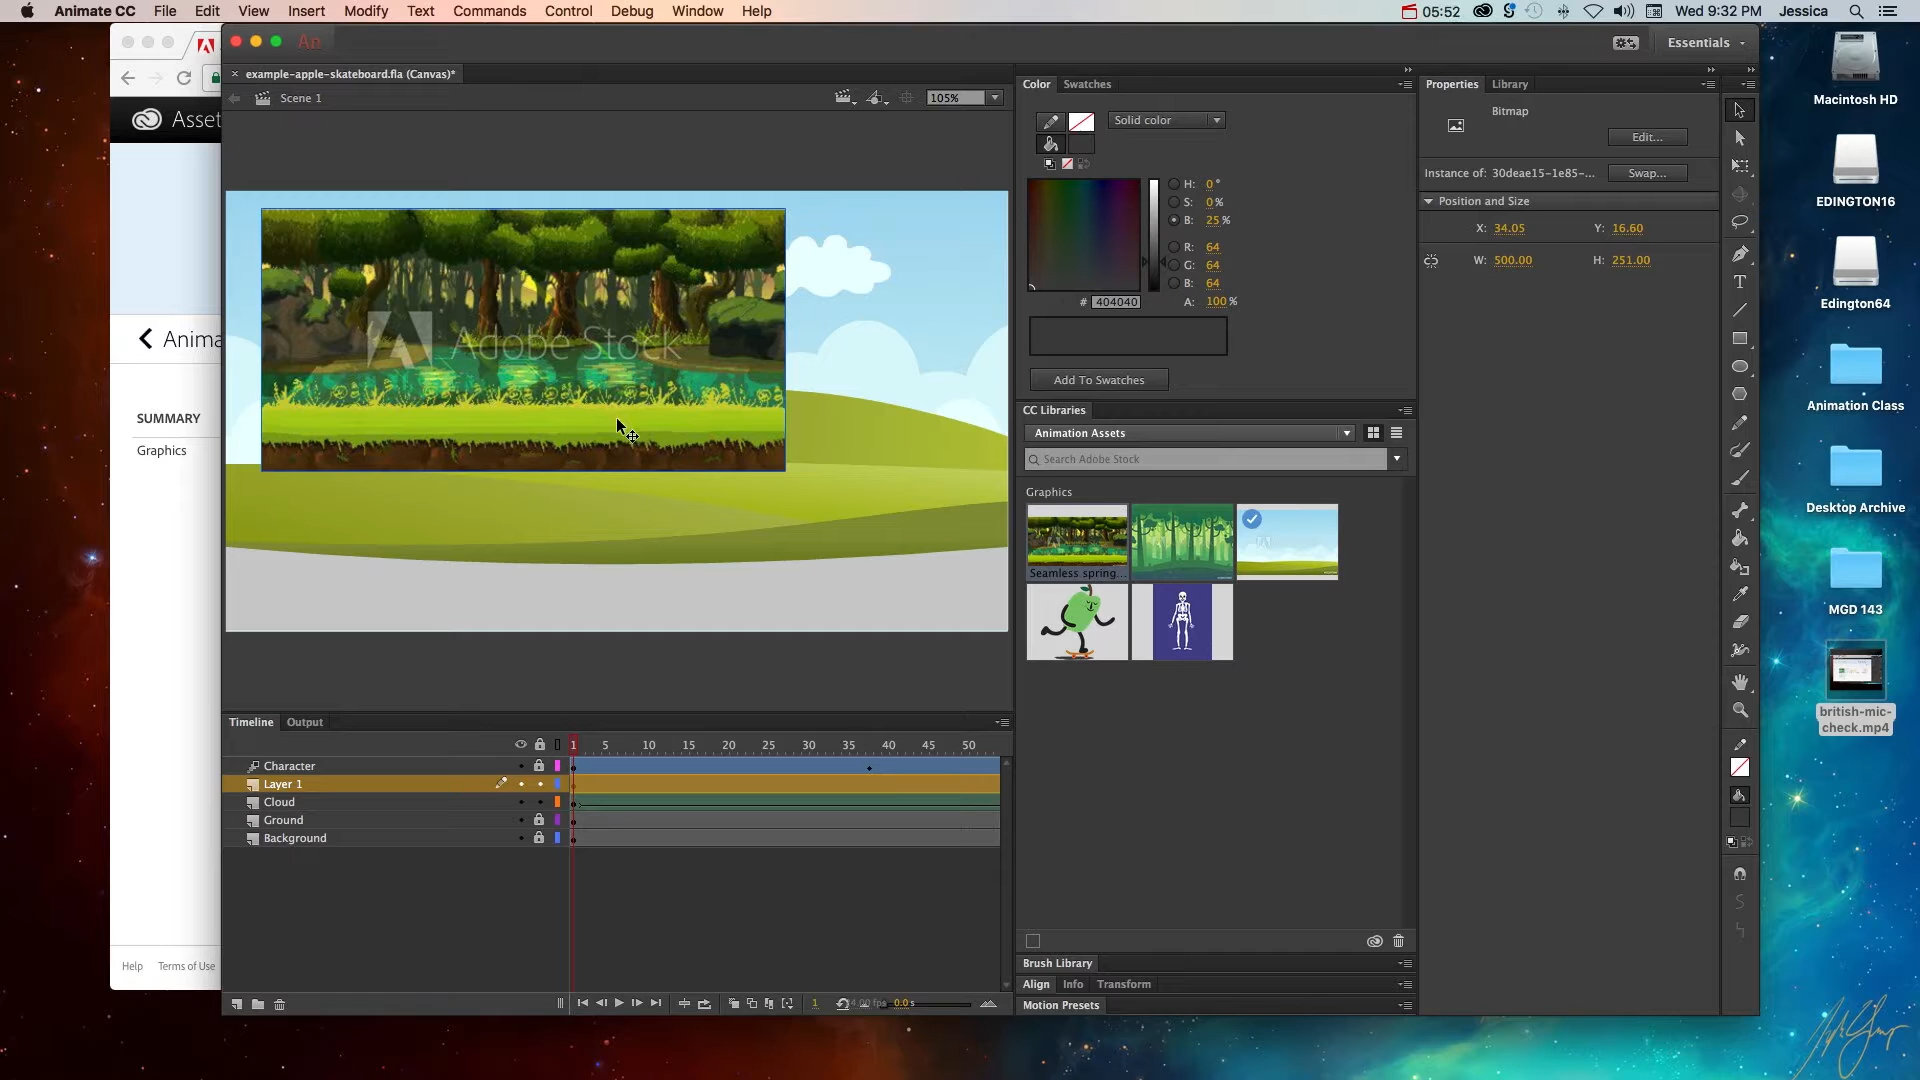 Animate CC File Edit View Insert Modify Text Commands Control Debug Window Help
05:52 Wed 9:32 PM Jessica
An Essentials
example-apple-skateboard.fla (Canvas)*
Scene 1 105%
Asset
Anima
SUMMARY
Graphics
Help Terms of Use
Adobe Stock
Color Swatches
Solid color
H: 0 °
S: 0 %
B: 25 %
R: 64
G: 64
B: 64
# 404040 A: 100 %
Add To Swatches
CC Libraries
Animation Assets
Search Adobe Stock
Graphics
Seamless spring...
Brush Library
Align Info Transform
Motion Presets
Properties Library
Bitmap
Edit...
Instance of: 30deae15-1e85-... Swap...
Position and Size
X: 34.05 Y: 16.60
W: 500.00 H: 251.00
Timeline Output
1 5 10 15 20 25 30 35 40 45 50
Character
Layer 1
Cloud
Ground
Background
1 0.0 s
Macintosh HD
EDINGTON16
Edington64
Animation Class
Desktop Archive
MGD 143
british-mic-
check.mp4